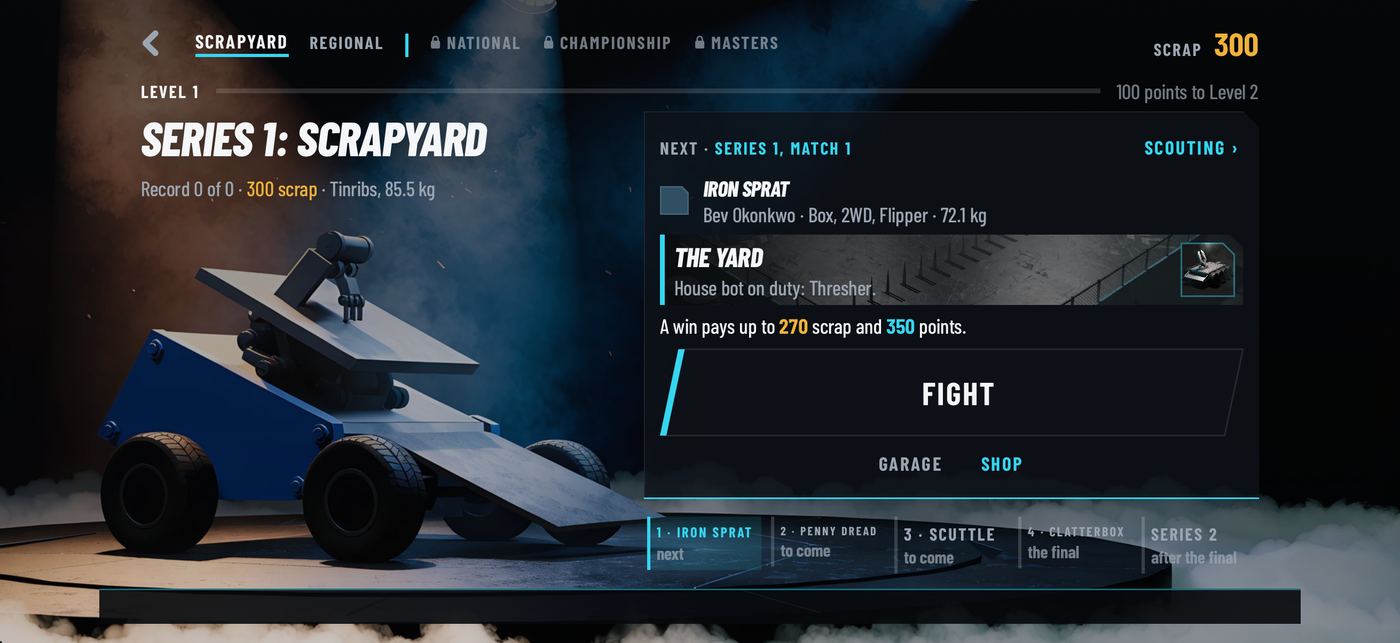 SCRAPYARD REGIONAL NATIONAL CHAMPIONSHIP MASTERS
SCRAP 300
LEVEL 1
100 points to Level 2
SERIES 1: SCRAPYARD
Record 0 of 0 · 300 scrap · Tinribs, 85.5 kg
NEXT · SERIES 1, MATCH 1
SCOUTING ›
IRON SPRAT
Bev Okonkwo · Box, 2WD, Flipper · 72.1 kg
THE YARD
House bot on duty: Thresher.
A win pays up to 270 scrap and 350 points.
FIGHT
GARAGE SHOP
1 · IRON SPRAT
next
2 · PENNY DREAD
to come
3 · SCUTTLE
to come
4 · CLATTERBOX
the final
SERIES 2
after the final